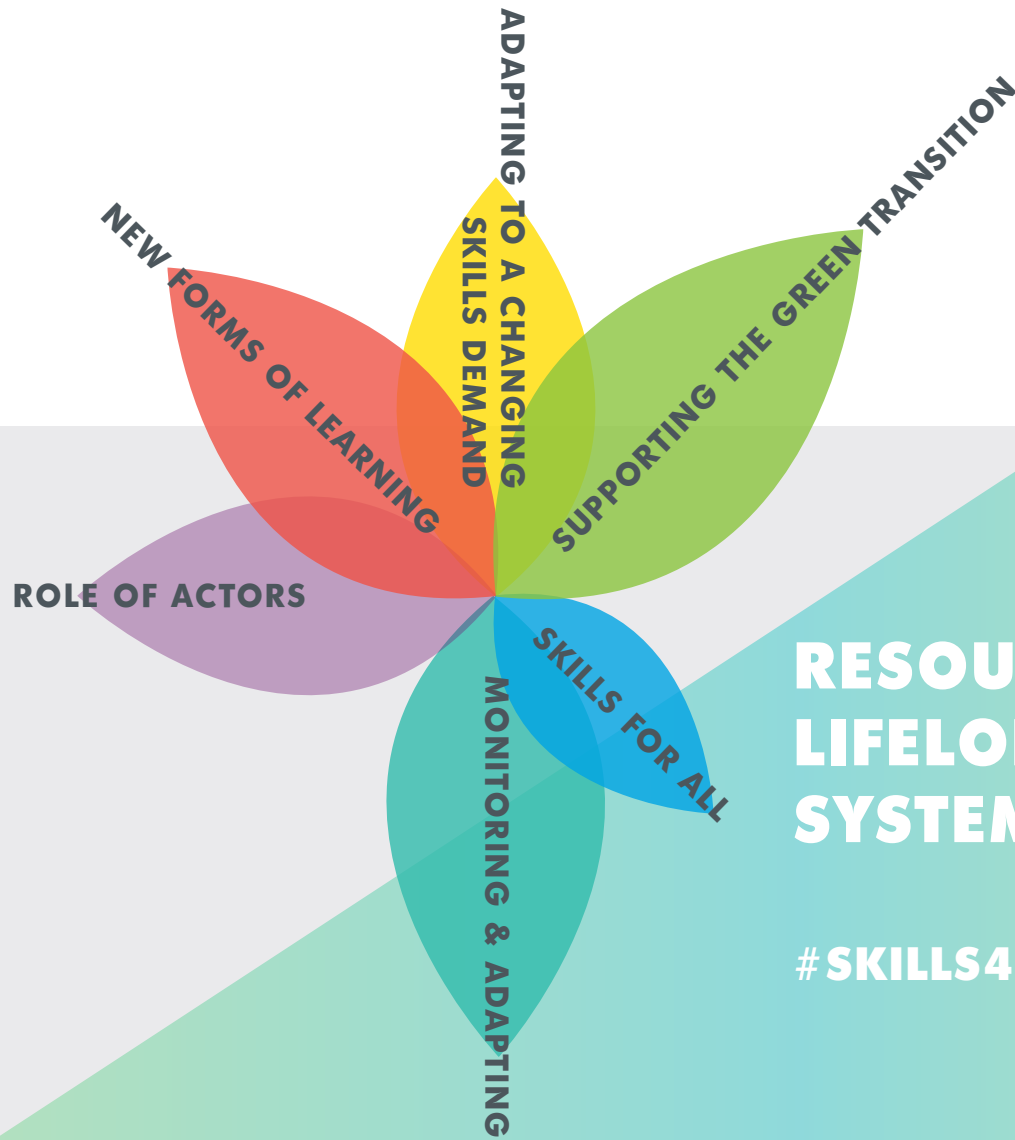 ADAPTING TO A CHANGING
SKILLS DEMAND
NEW FORMS OF LEARNING
SUPPORTING THE GREEN TRANSITION
ROLE OF ACTORS
SKILLS FOR ALL
MONITORING & ADAPTING
RESOU
LIFELO
SYSTEM
#SKILLS4